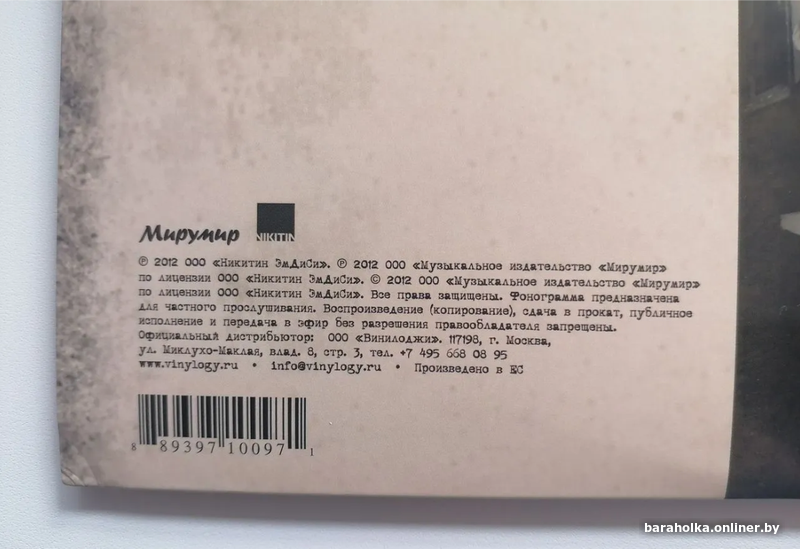 Мирумир NIKITIN
℗ 2012 ООО «Никитин ЭмДиСи». ℗ 2012 ООО «Музыкальное издательство «Мирумир»
по лицензии ООО «Никитин ЭмДиСи». © 2012 ООО «Музыкальное издательство «Мирумир»
по лицензии ООО «Никитин ЭмДиСи». Все права защищены. Фонограмма предназначена
для частного прослушивания. Воспроизведение (копирование), сдача в прокат, публичное
исполнение и передача в эфир без разрешения правообладателя запрещены.
Официальный дистрибьютор: ООО «Винилоджи». 117198, г. Москва,
ул. Миклухо-Маклая, влад. 8, стр. 3, тел. +7 495 668 08 95
www.vinylogy.ru • info@vinylogy.ru • Произведено в ЕС
8 89397 10097 1
baraholka.onliner.by